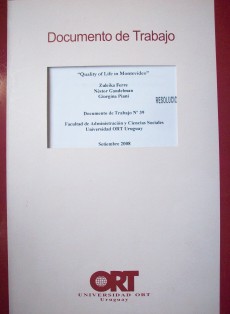 Documento de Trabajo
"Quality of Life in Montevideo"
Zuleika Ferre
Néstor Gandelman
Giorgina Piani
RESOLUCIO
Documento de Trabajo Nº 39
Facultad de Administración y Ciencias Sociales
Universidad ORT Uruguay
Setiembre 2008
ORT
UNIVERSIDAD ORT
Uruguay